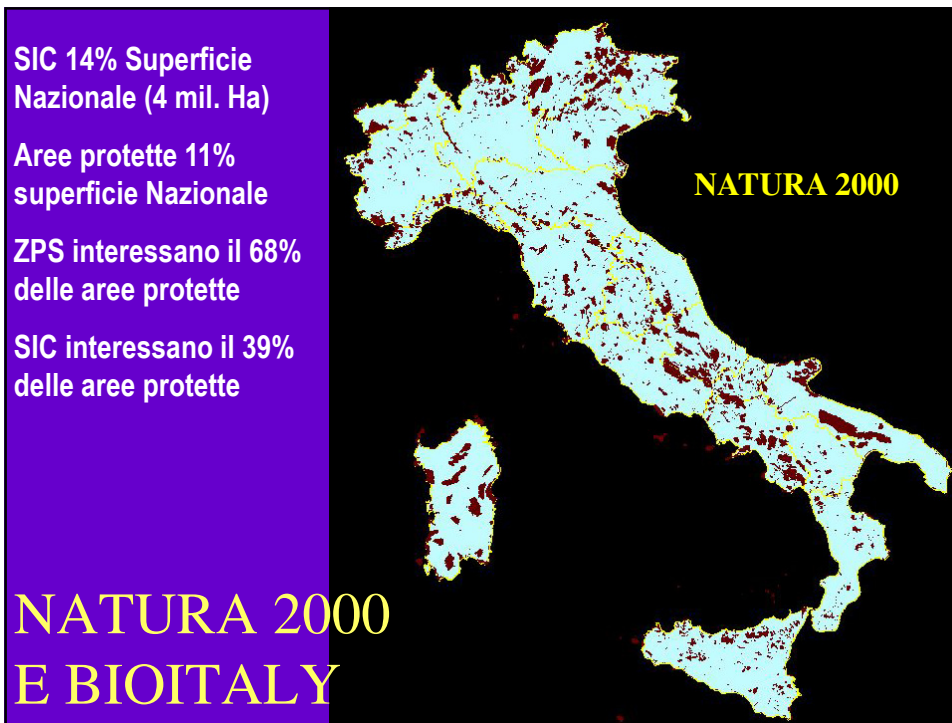 SIC 14% Superficie
Nazionale (4 mil. Ha)
Aree protette 11%
superficie Nazionale
ZPS interessano il 68%
delle aree protette
SIC interessano il 39%
delle aree protette
NATURA 2000
NATURA 2000
E BIOITALY